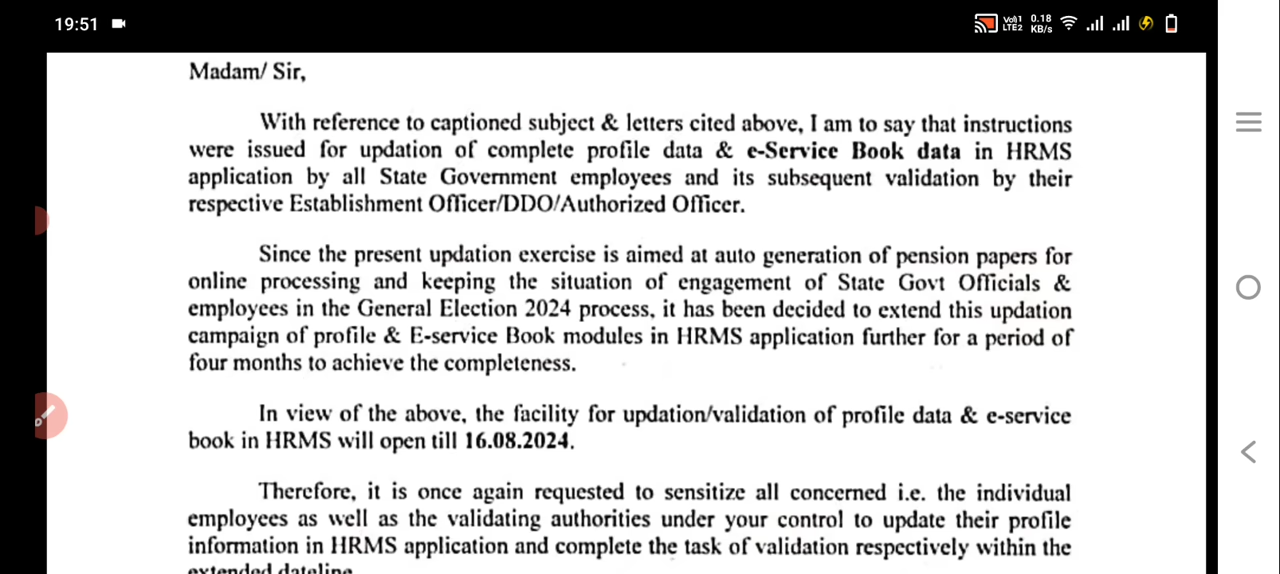 19:51
Vo)) 1
LTE2
0.18
KB/s
Madam/ Sir,
With reference to captioned subject & letters cited above, I am to say that instructions
were issued for updation of complete profile data & e-Service Book data in HRMS
application by all State Government employees and its subsequent validation by their
respective Establishment Officer/DDO/Authorized Officer.
Since the present updation exercise is aimed at auto generation of pension papers for
online processing and keeping the situation of engagement of State Govt Officials &
employees in the General Election 2024 process, it has been decided to extend this updation
campaign of profile & E-service Book modules in HRMS application further for a period of
four months to achieve the completeness.
In view of the above, the facility for updation/validation of profile data & e-service
book in HRMS will open till 16.08.2024.
Therefore, it is once again requested to sensitize all concerned i.e. the individual
employees as well as the validating authorities under your control to update their profile
information in HRMS application and complete the task of validation respectively within the
extended dateline